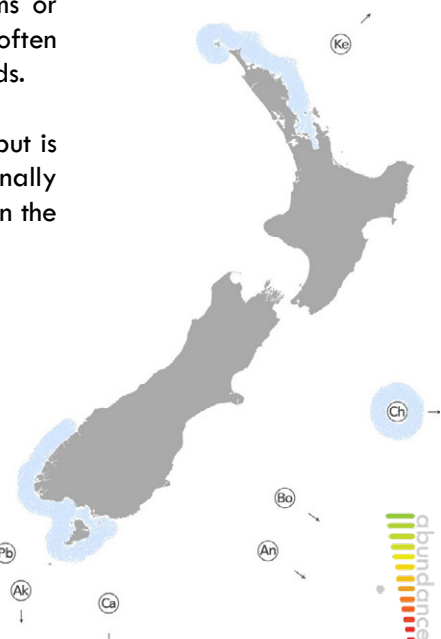 ns or
often
ds.
out is
nally
n the
Ke
Ch
Bo
An
Pb
Ak
Ca
abundance